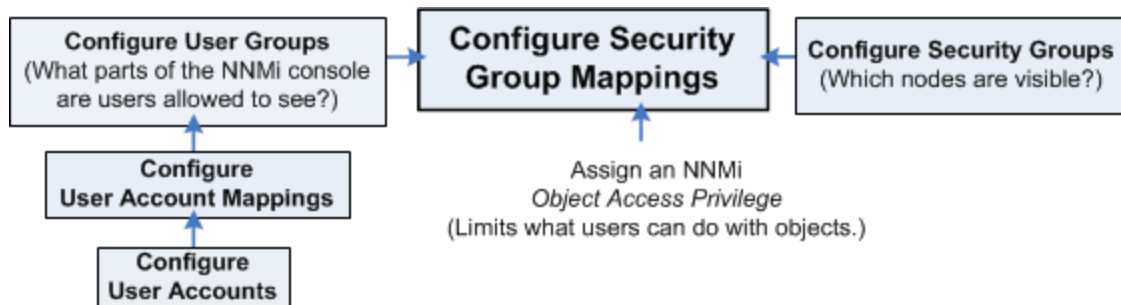 Configure User Groups
(What parts of the NNMi console
are users allowed to see?)
Configure Security
Group Mappings
Configure Security Groups
(Which nodes are visible?)
Configure
User Account Mappings
Assign an NNMi
Object Access Privilege
(Limits what users can do with objects.)
Configure
User Accounts